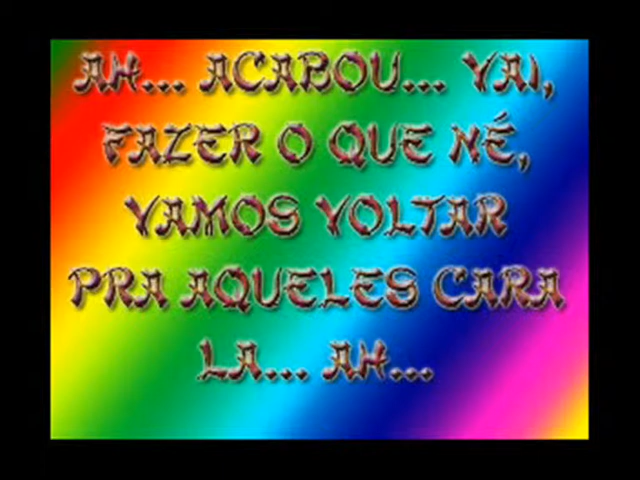 AH... ACABOU... VAI,
FAZER O QUE NÉ,
VAMOS VOLTAR
PRA AQUELES CARA
LA... AH...